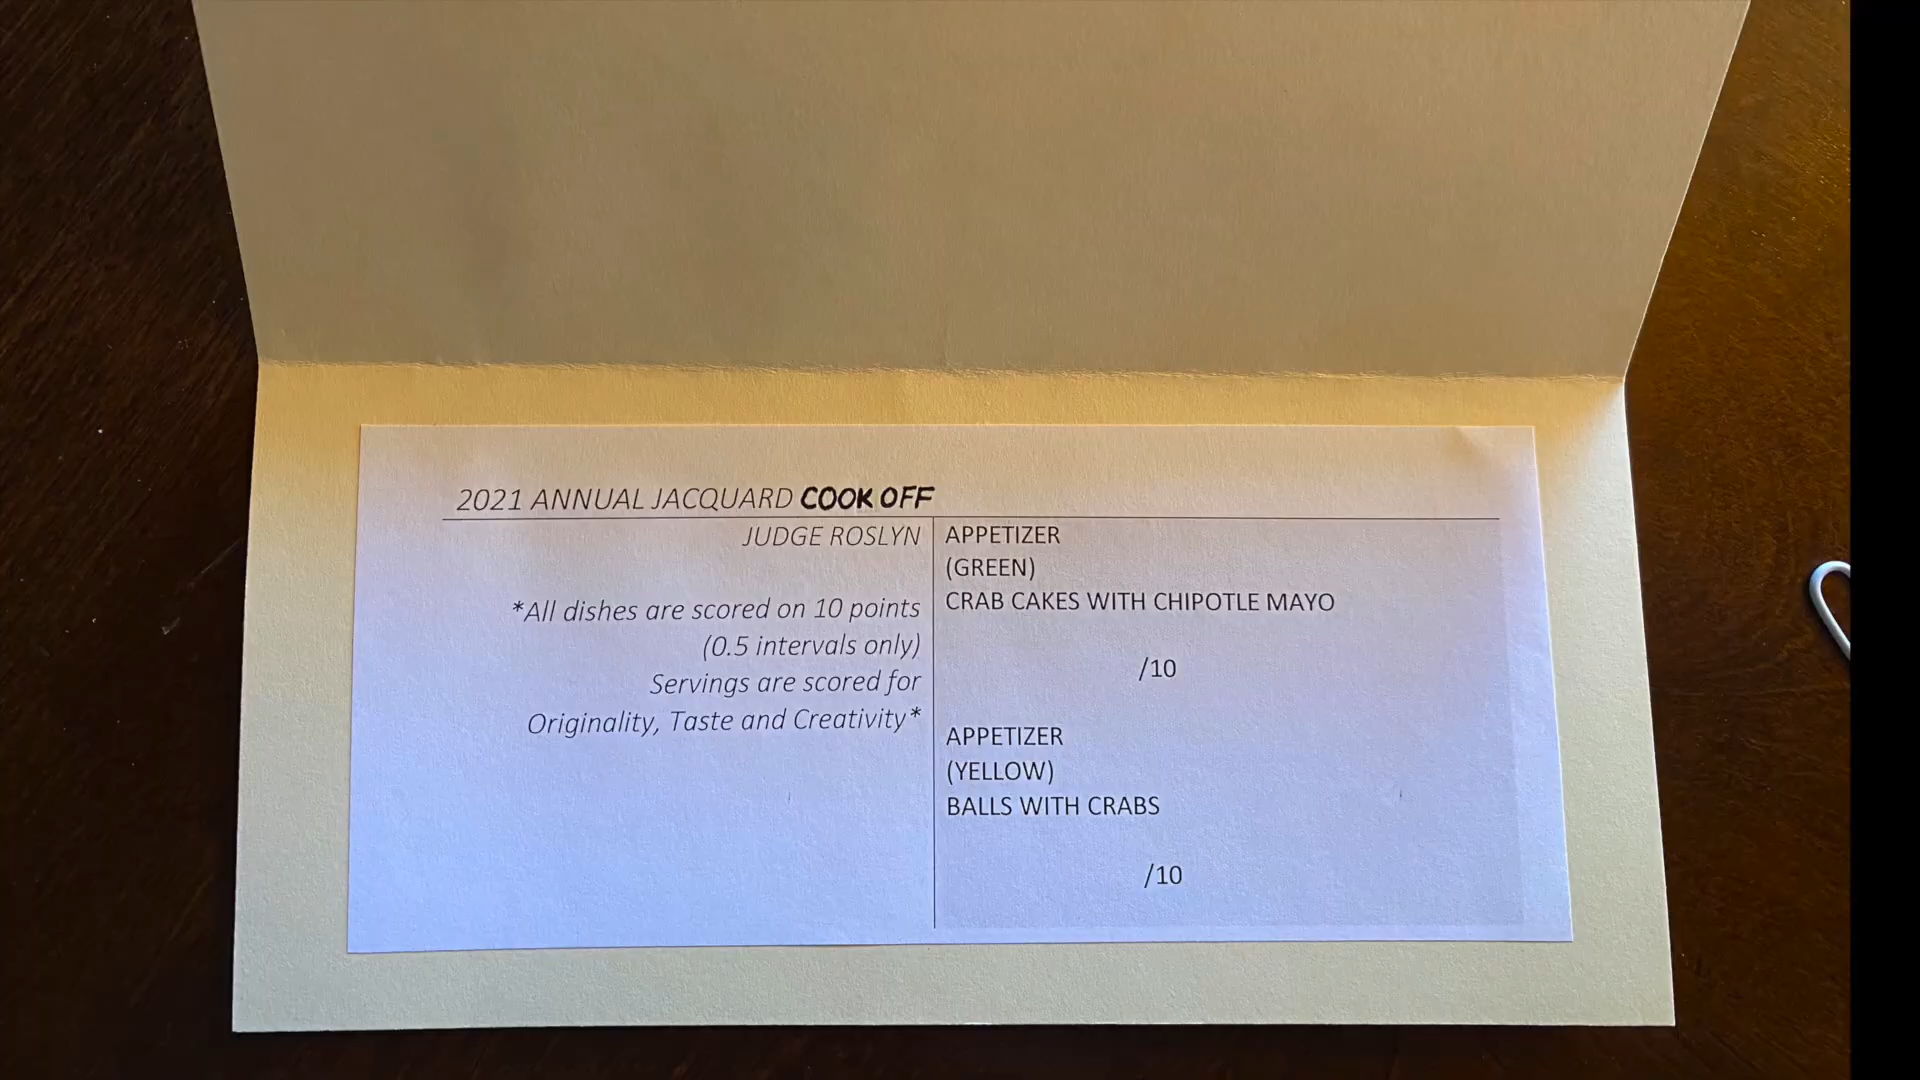 2021 ANNUAL JACQUARD COOK OFF
JUDGE ROSLYN
*All dishes are scored on 10 points
(0.5 intervals only)
Servings are scored for
Originality, Taste and Creativity*
APPETIZER
(GREEN)
CRAB CAKES WITH CHIPOTLE MAYO
/10
APPETIZER
(YELLOW)
BALLS WITH CRABS
/10